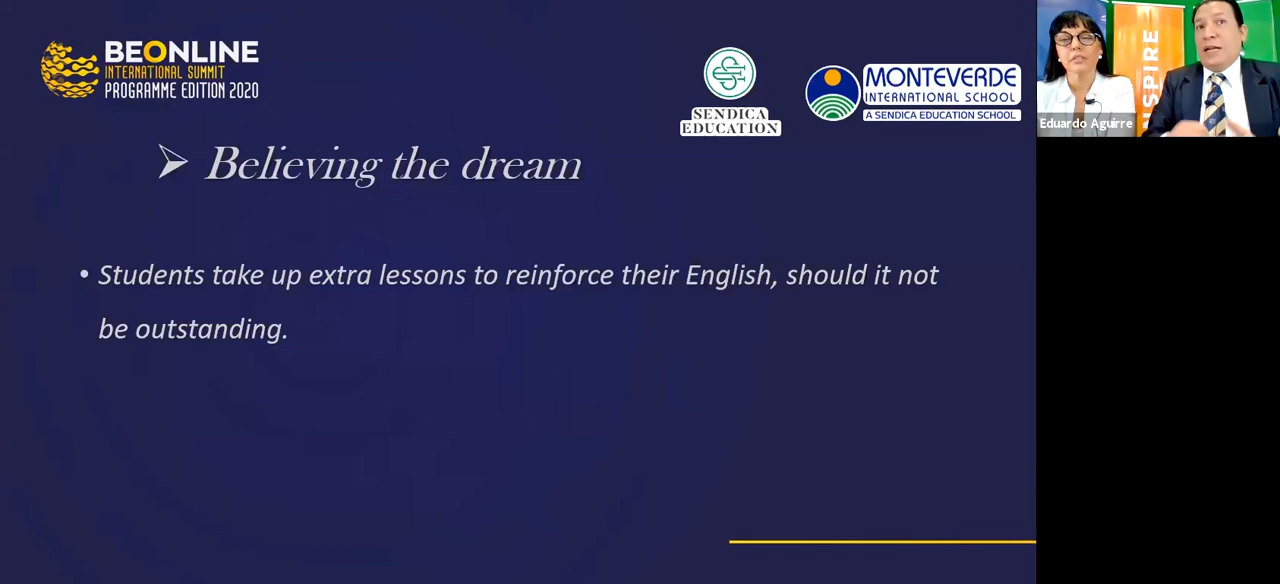 BEONLINE
INTERNATIONAL SUMMIT
PROGRAMME EDITION 2020
SENDICA
EDUCATION
MONTEVERDE
INTERNATIONAL SCHOOL
A SENDICA EDUCATION SCHOOL
Believing the dream
• Students take up extra lessons to reinforce their English, should it not
be outstanding.
NSPIRE
Eduardo Aguirre